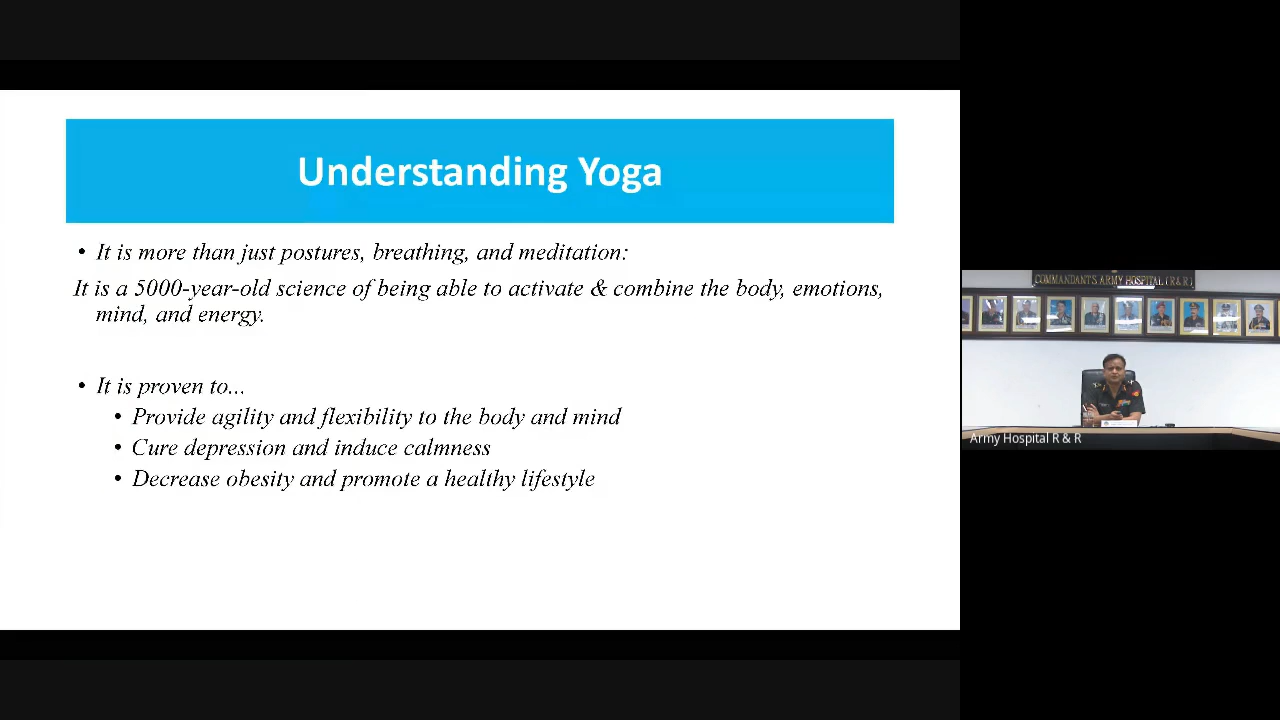 Understanding Yoga
• It is more than just postures, breathing, and meditation:
It is a 5000-year-old science of being able to activate & combine the body, emotions,
mind, and energy.
• It is proven to...
• Provide agility and flexibility to the body and mind
• Cure depression and induce calmness
• Decrease obesity and promote a healthy lifestyle
COMMANDANT'S ARMY HOSPITAL (R & R)
Army Hospital R & R